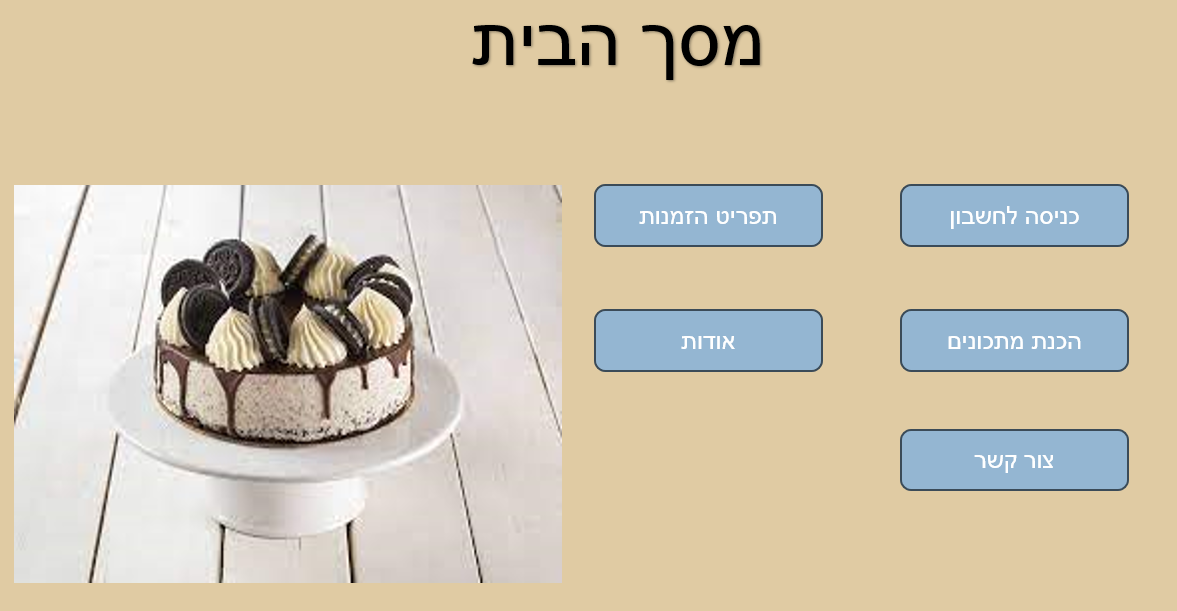 מסך הבית
כניסה לחשבון
תפריט הזמנות
הכנת מתכונים
אודות
צור קשר